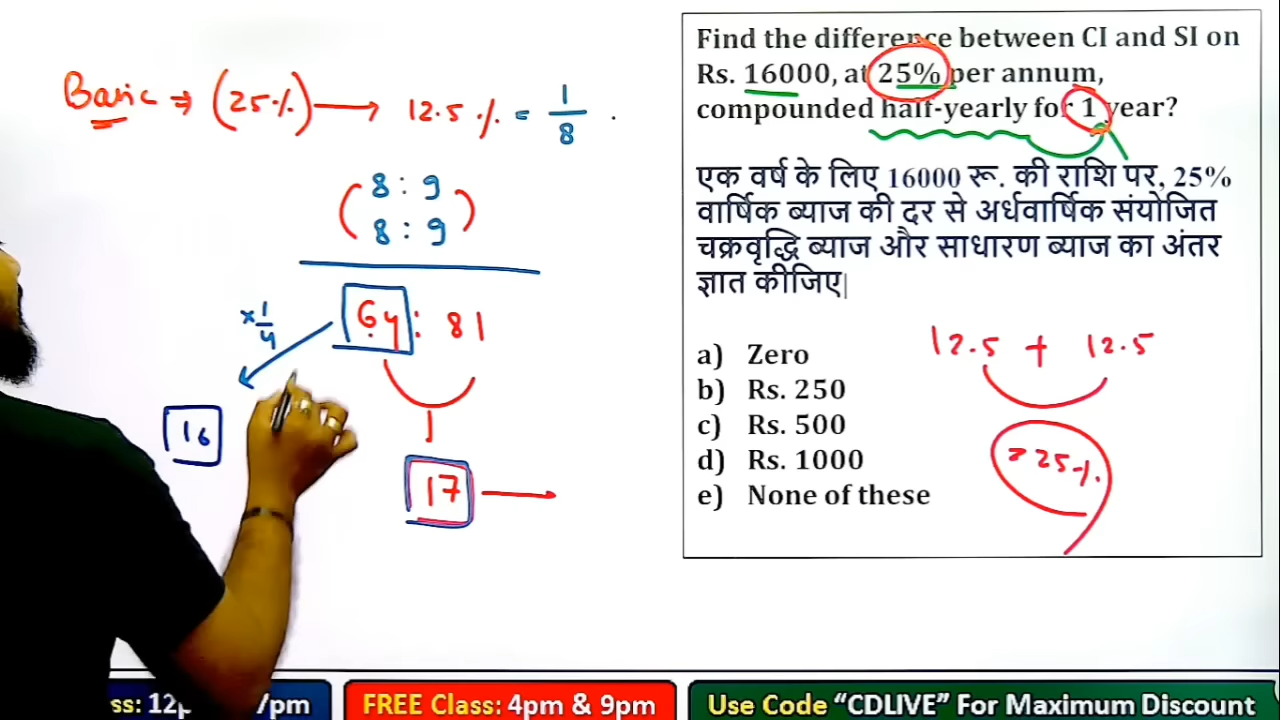 Basic ⇒ (25%) → 12.5% = 1/8 .
8 : 9
8 : 9
64 : 81
×1/4
16
17 →
Find the difference between CI and SI on
Rs. 16000, at 25% per annum,
compounded half-yearly for 1 year?
एक वर्ष के लिए 16000 रू. की राशि पर, 25%
वार्षिक ब्याज की दर से अर्धवार्षिक संयोजित
चक्रवृद्धि ब्याज और साधारण ब्याज का अंतर
ज्ञात कीजिए|
a) Zero
b) Rs. 250
c) Rs. 500
d) Rs. 1000
e) None of these
12.5 + 12.5
= 25%
ss: 12p 7pm
FREE Class: 4pm & 9pm
Use Code “CDLIVE” For Maximum Discount